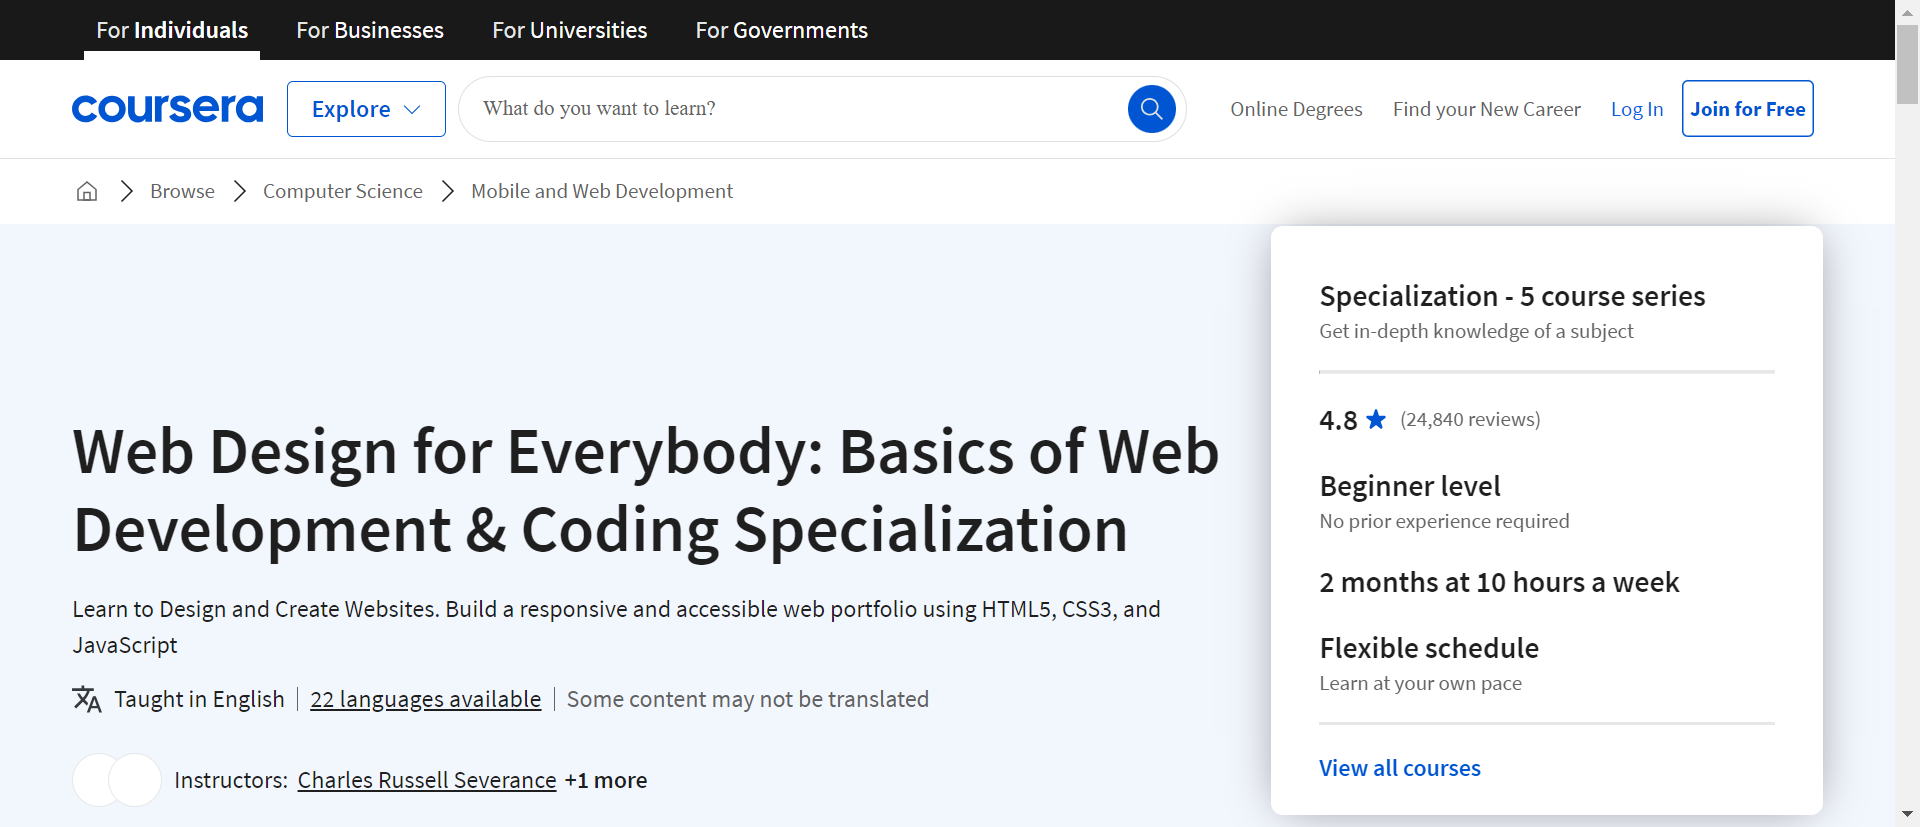 For Individuals For Businesses For Universities For Governments
coursera Explore What do you want to learn? Online Degrees Find your New Career Log In Join for Free
Browse Computer Science Mobile and Web Development
Web Design for Everybody: Basics of Web
Development & Coding Specialization
Learn to Design and Create Websites. Build a responsive and accessible web portfolio using HTML5, CSS3, and
JavaScript
Taught in English 22 languages available Some content may not be translated
Instructors: Charles Russell Severance +1 more
Specialization - 5 course series
Get in-depth knowledge of a subject
4.8 (24,840 reviews)
Beginner level
No prior experience required
2 months at 10 hours a week
Flexible schedule
Learn at your own pace
View all courses